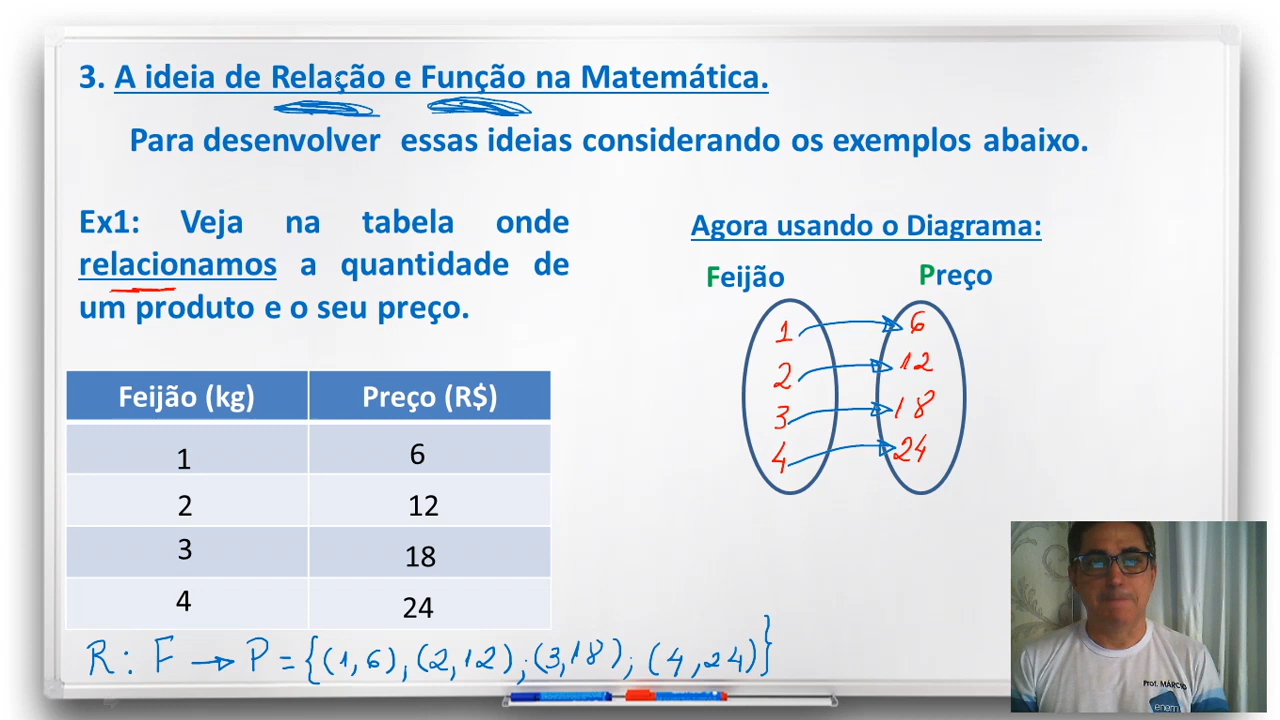 3. A ideia de Relação e Função na Matemática.
Para desenvolver essas ideias considerando os exemplos abaixo.
Ex1: Veja na tabela onde
relacionamos a quantidade de
um produto e o seu preço.
Feijão (kg) Preço (R$)
1 6
2 12
3 18
4 24
R: F → P = {(1,6),(2,12);(3,18);(4,24)}
Agora usando o Diagrama:
Feijão Preço
1 6
2 12
3 18
4 24
Prof. MÁRCIO
enem